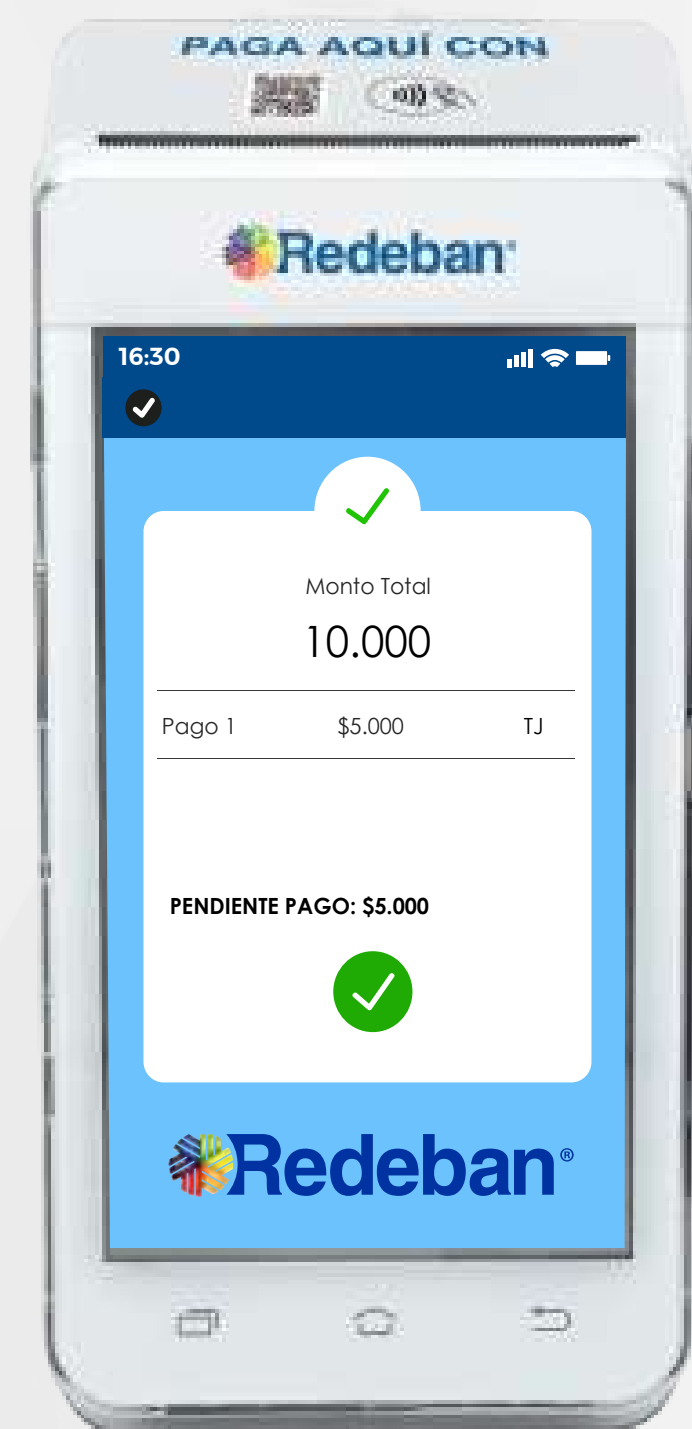 PAGA AQUÍ CON
Redeban
16:30
Monto Total
10.000
Pago 1 $5.000 TJ
PENDIENTE PAGO: $5.000
Redeban®